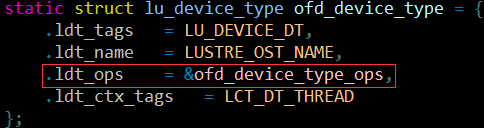 static struct lu_device_type ofd_device_type = {
.ldt_tags = LU_DEVICE_DT,
.ldt_name = LUSTRE_OST_NAME,
.ldt_ops = &ofd_device_type_ops,
.ldt_ctx_tags = LCT_DT_THREAD
};